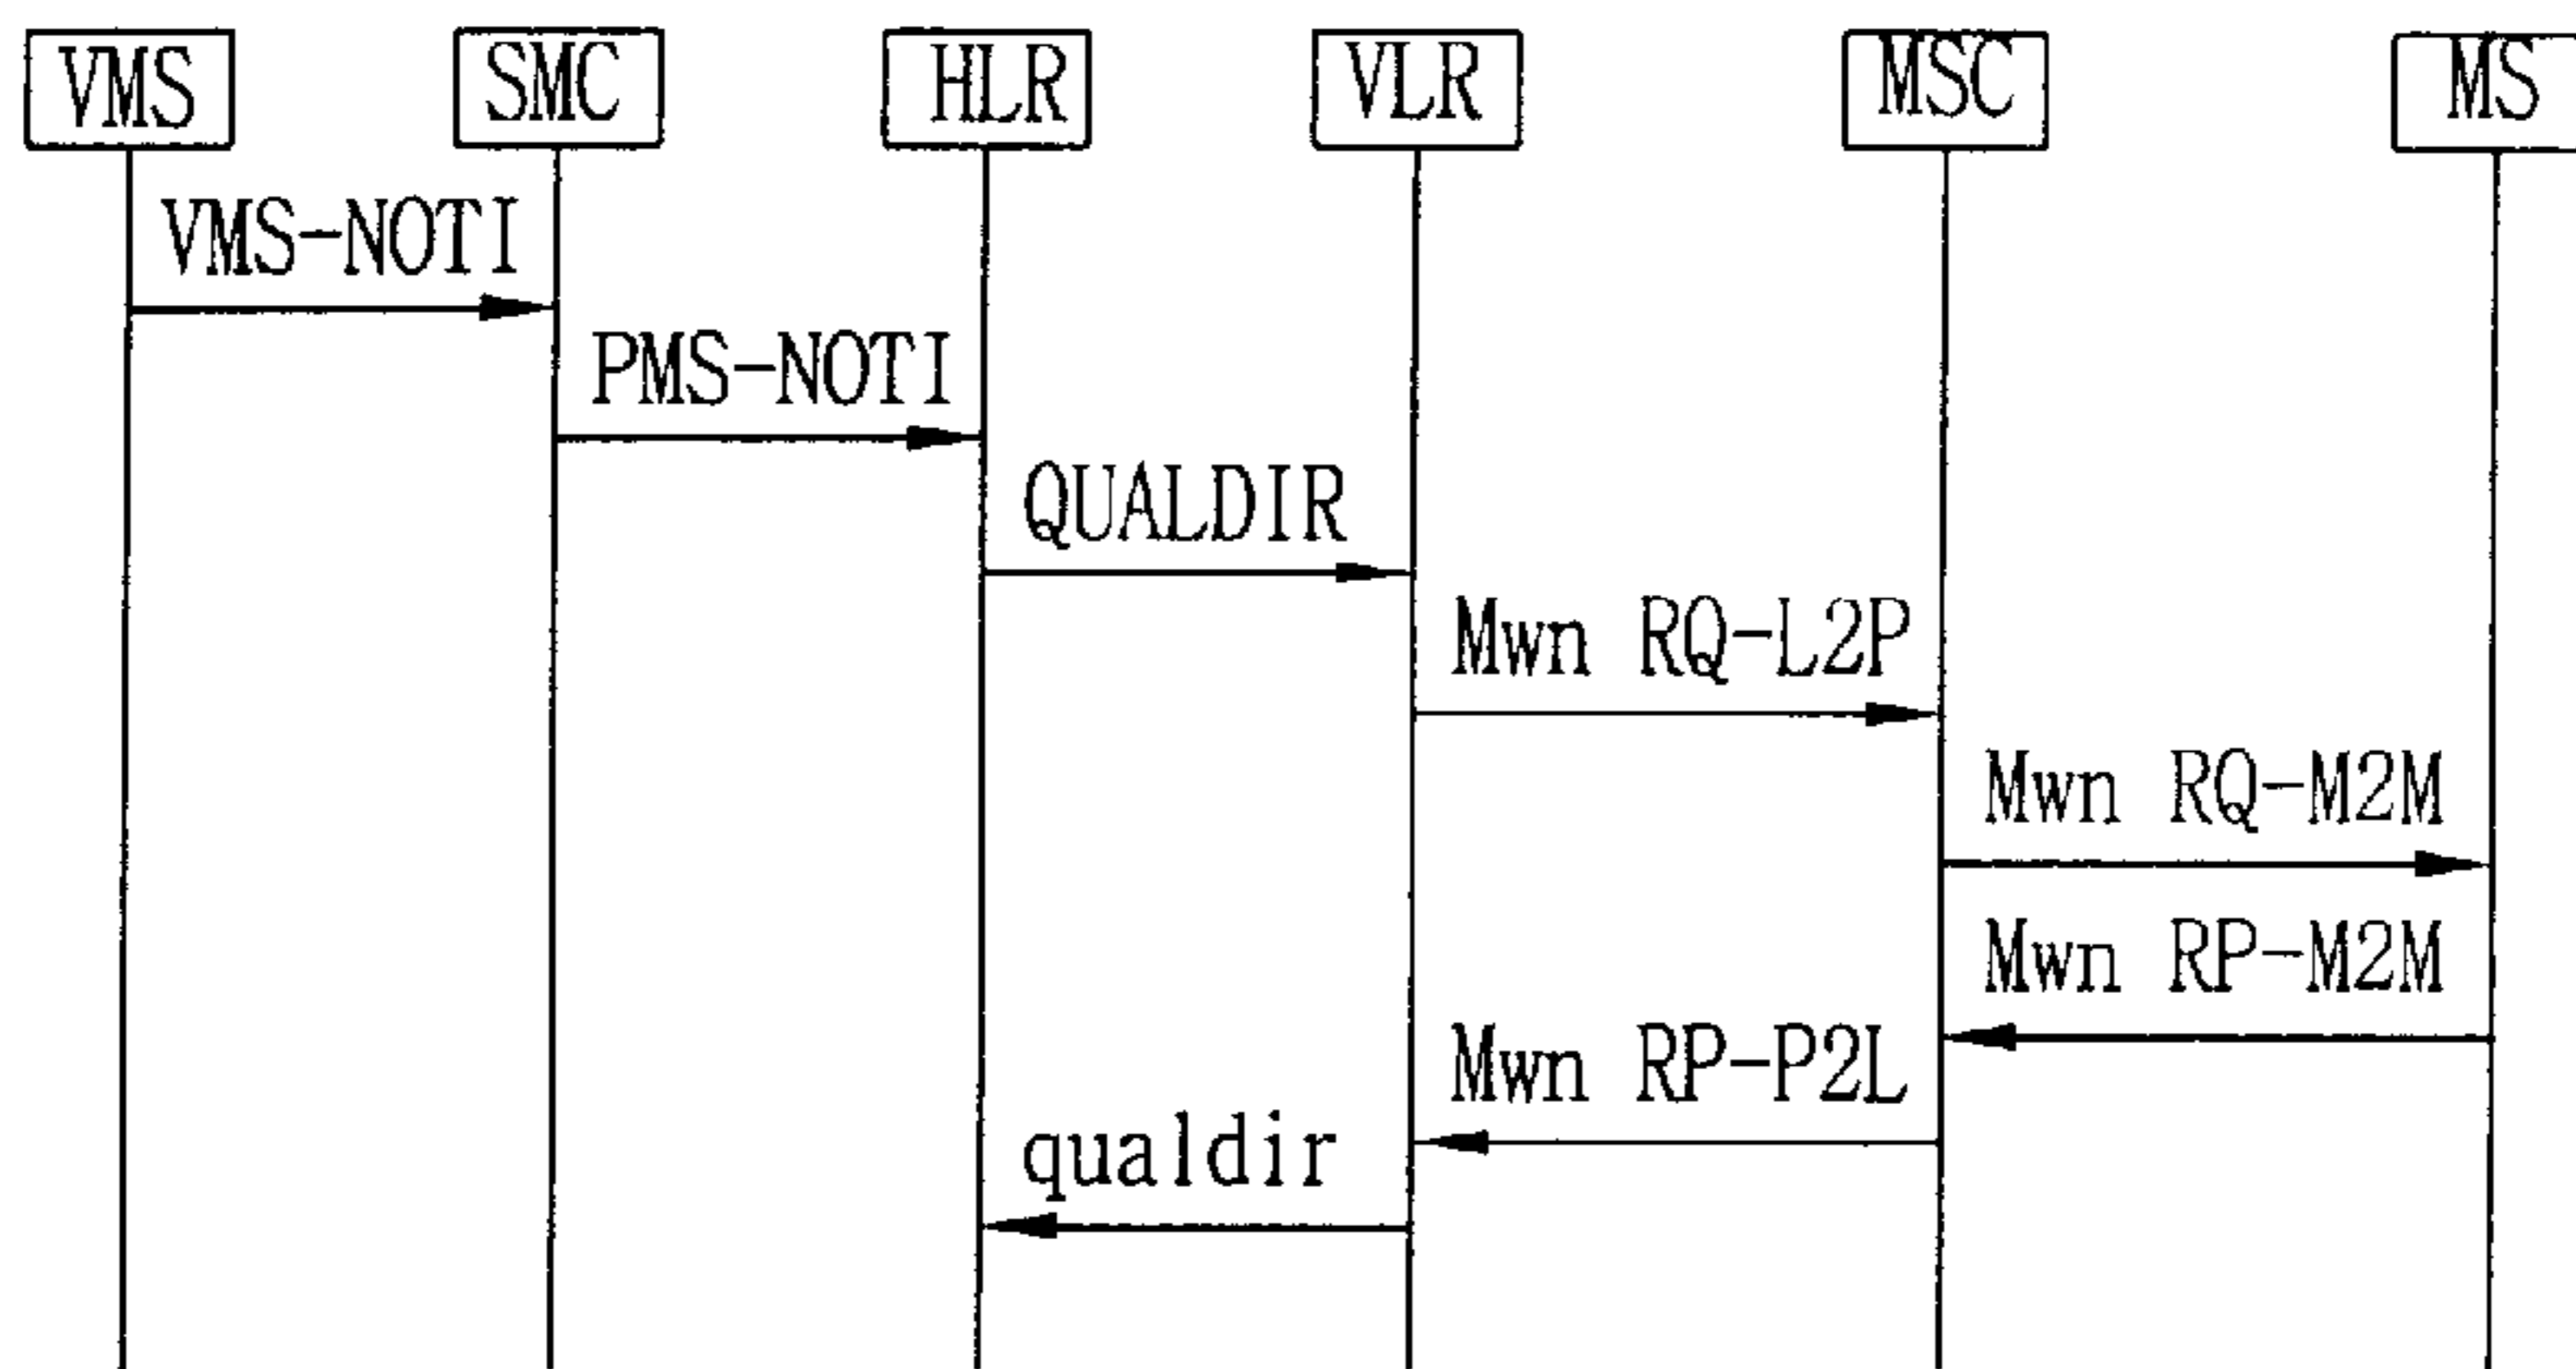 VMS SMC HLR VLR MSC MS
VMS-NOTI
PMS-NOTI
QUALDIR
Mwn RQ-L2P
Mwn RQ-M2M
Mwn RP-M2M
Mwn RP-P2L
qualdir